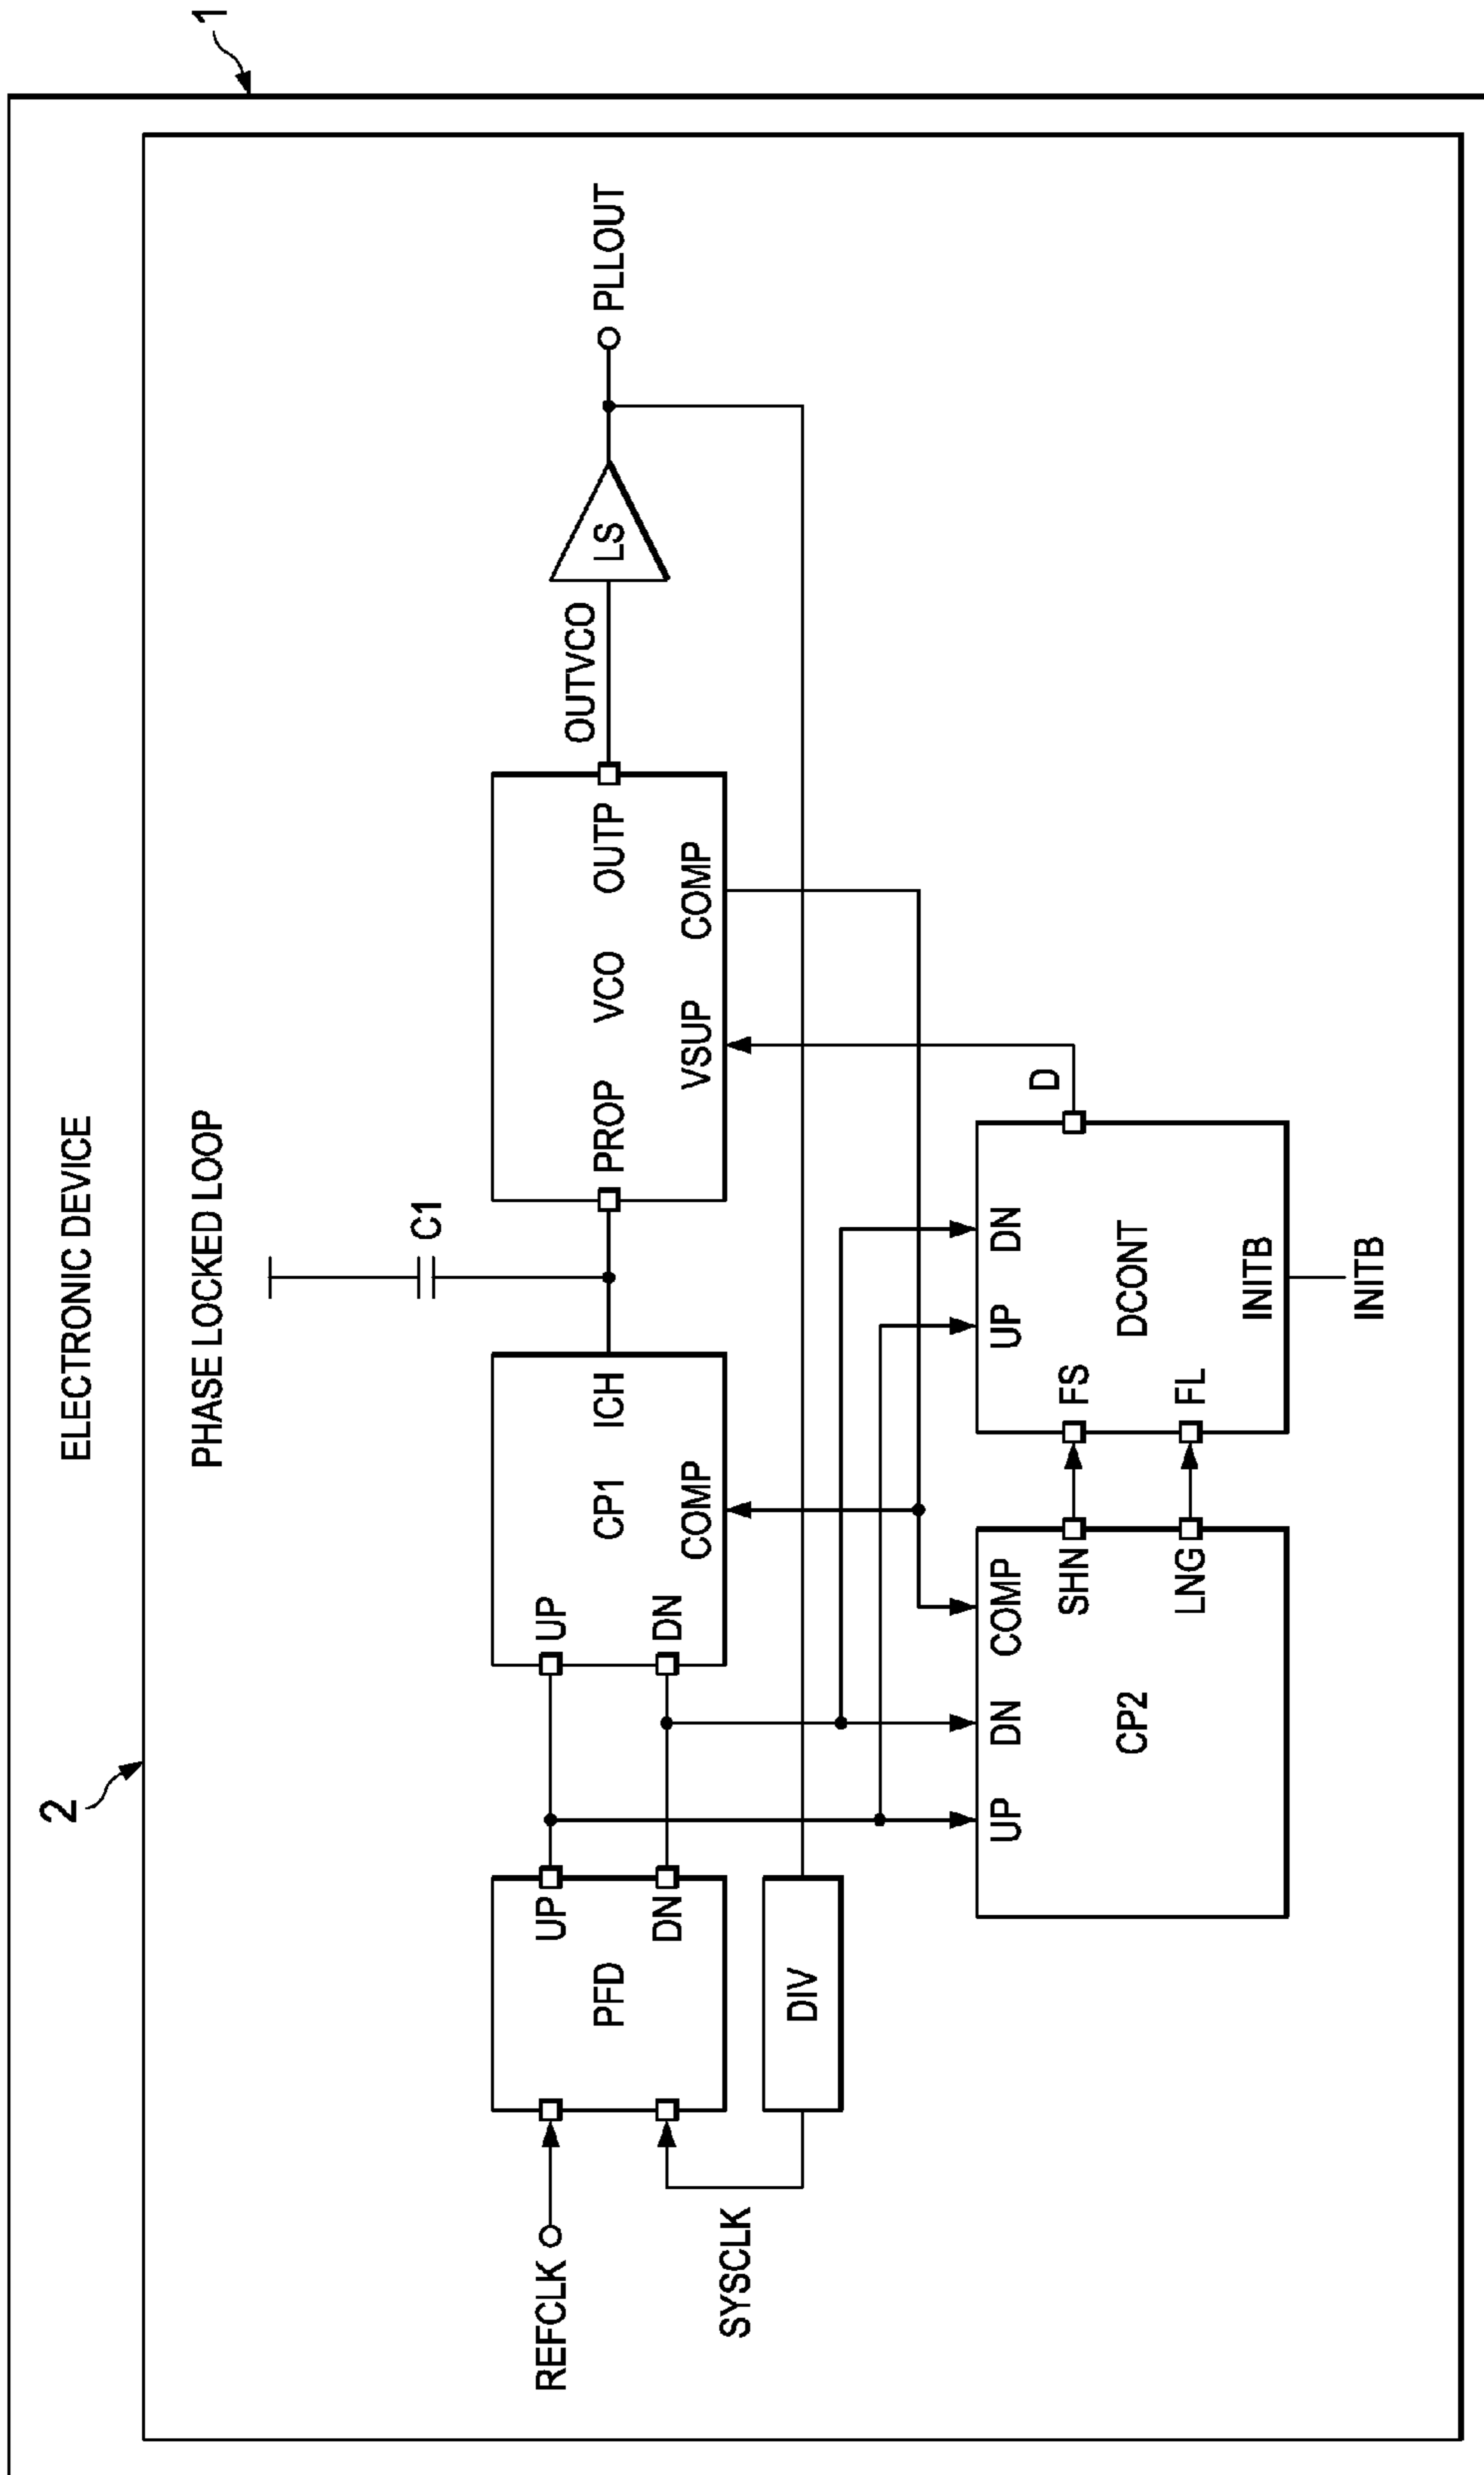 1
2
ELECTRONIC DEVICE
PHASE LOCKED LOOP
C1
REFCLK
SYSCLK
UP
DN
PFD
DIV
UP
DN
CP1
ICH
COMP
PROP
VCO
OUTP
VSUP
COMP
OUTVCO
LS
PLLOUT
UP
DN
COMP
CP2
SHN
LNG
FS
FL
UP
DN
DCONT
INITB
D
INITB